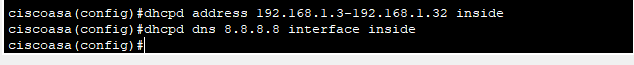 ciscoasa(config)#dhcpd address 192.168.1.3-192.168.1.32 inside
ciscoasa(config)#dhcpd dns 8.8.8.8 interface inside
ciscoasa(config)#